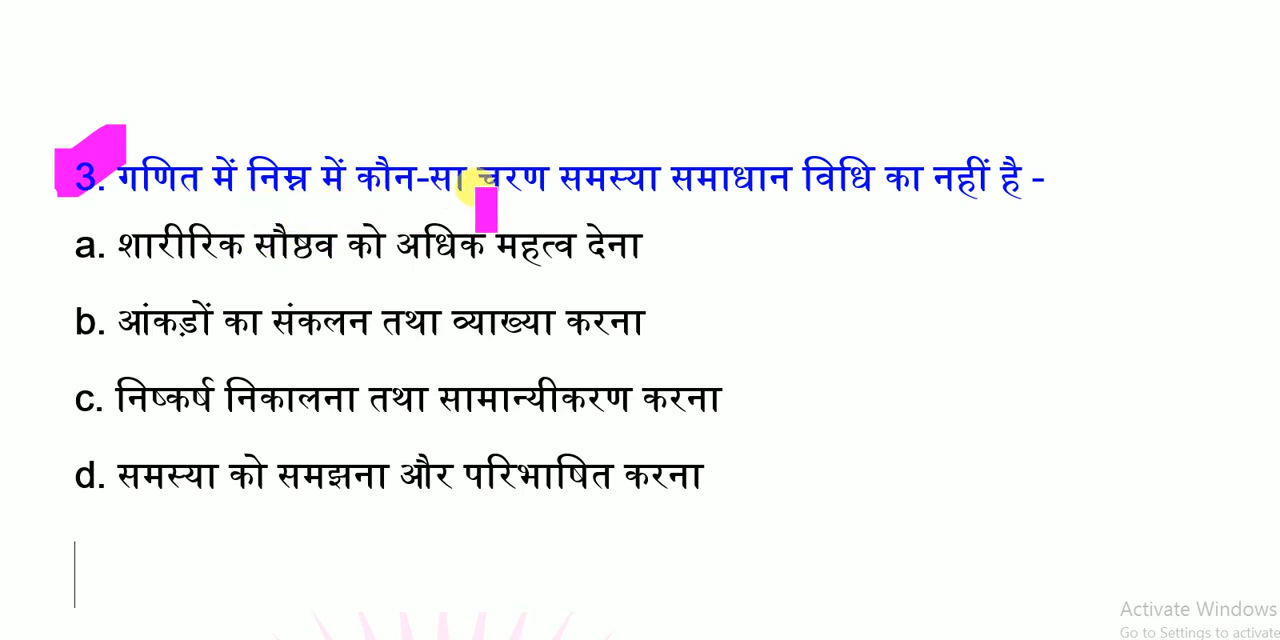 3. गणित में निम्न में कौन-सा चरण समस्या समाधान विधि का नहीं है -
a. शारीरिक सौष्ठव को अधिक महत्व देना
b. आंकड़ों का संकलन तथा व्याख्या करना
c. निष्कर्ष निकालना तथा सामान्यीकरण करना
d. समस्या को समझना और परिभाषित करना
Activate Windows
Go to Settings to activate